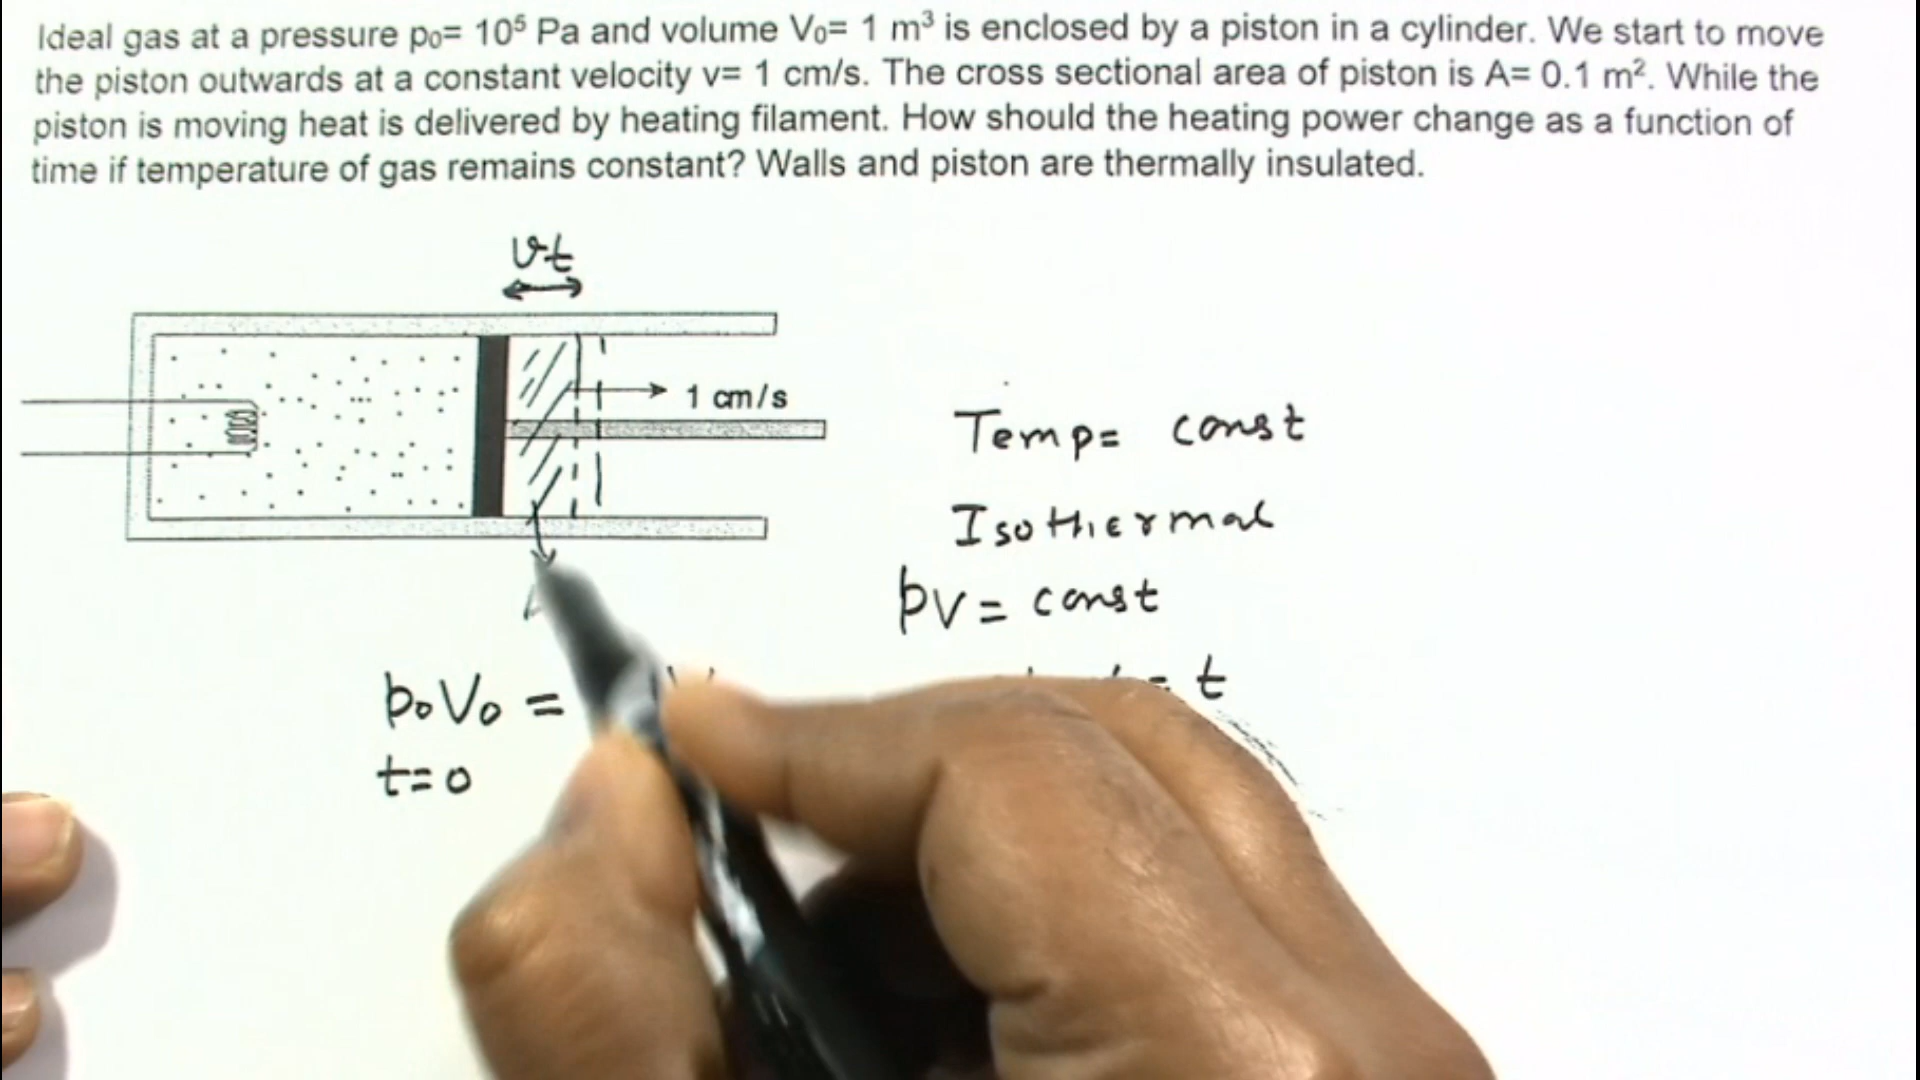 Ideal gas at a pressure p₀= 10⁵ Pa and volume V₀= 1 m³ is enclosed by a piston in a cylinder. We start to move
the piston outwards at a constant velocity v= 1 cm/s. The cross sectional area of piston is A= 0.1 m². While the
piston is moving heat is delivered by heating filament. How should the heating power change as a function of
time if temperature of gas remains constant? Walls and piston are thermally insulated.
vt
1 cm/s
Temp= const
Isothermal
pV= const
p₀V₀ =
= t
t=0